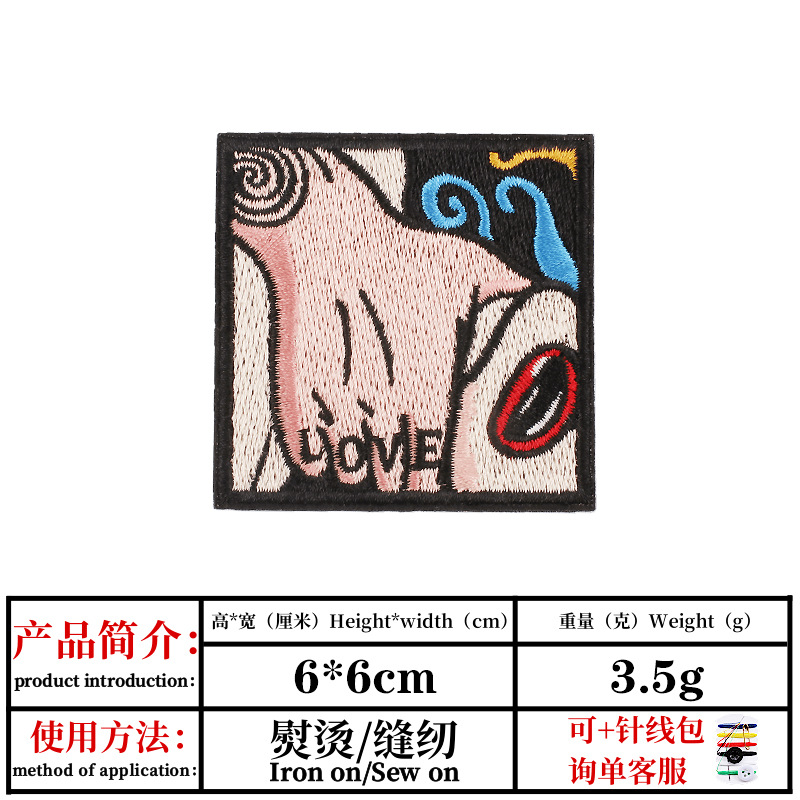 LOVE
产品简介：
product introduction：
高*宽（厘米）Height*width（cm）
重量（克）Weight（g）
6*6cm
3.5g
使用方法：
method of application：
熨烫/缝纫
Iron on/Sew on
可+针线包
询单客服